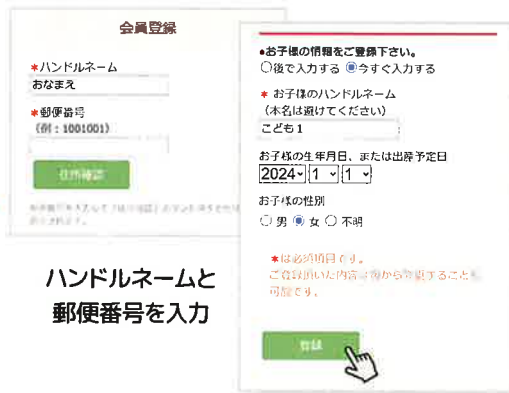 会員登録
*ハンドルネーム
おなまえ
*郵便番号
(例：1001001)
住所確認
ハンドルネームと
郵便番号を入力
●お子様の情報をご登録下さい。
○後で入力する ◉今すぐ入力する
* お子様のハンドルネーム
(本名は避けてください)
こども1
お子様の生年月日、または出産予定日
2024 1 1
お子様の性別
○ 男 ◉ 女 ○ 不明
*は必須項目です。
ご登録頂いた内容は後から変更することも
可能です。
登録